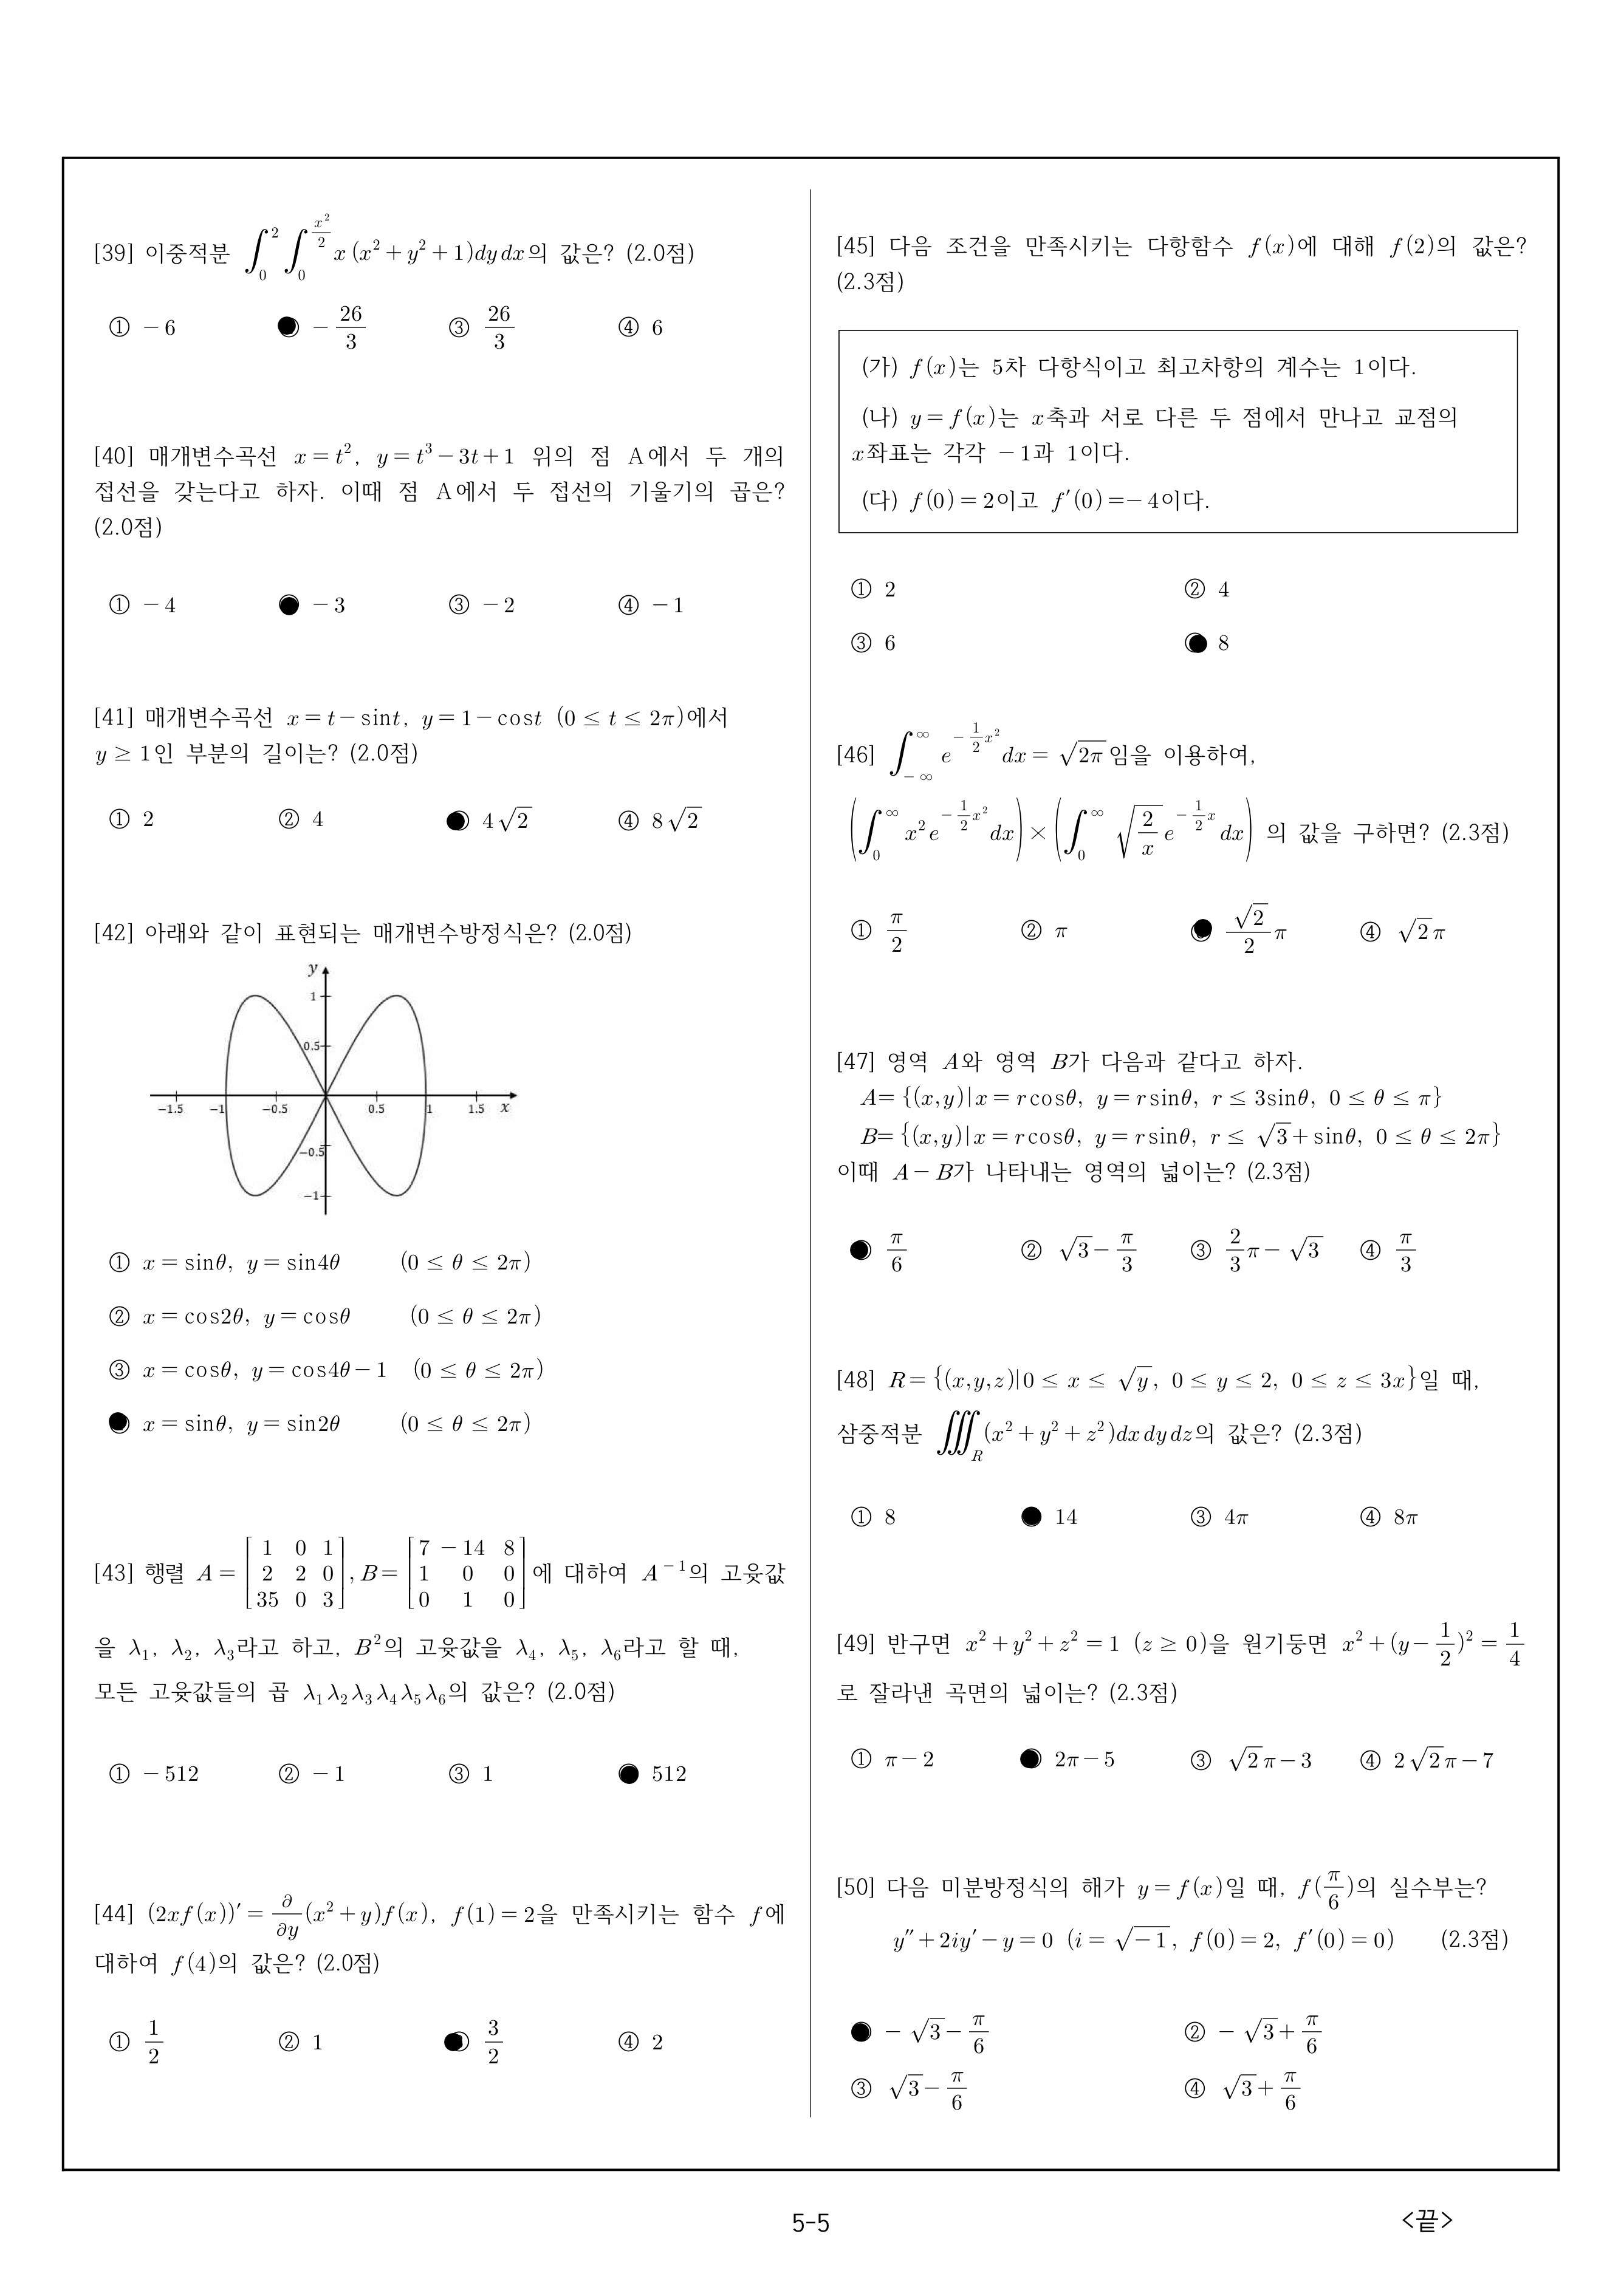 [39] 이중적분 $\int_0^2 \int_0^{\frac{x^2}{2}} x(x^2+y^2+1)dydx$의 값은? (2.0점)
① −6 ● $-\frac{26}{3}$ ③ $\frac{26}{3}$ ④ 6
[40] 매개변수곡선 $x=t^2$, $y=t^3-3t+1$ 위의 점 A에서 두 개의
접선을 갖는다고 하자. 이때 점 A에서 두 접선의 기울기의 곱은?
(2.0점)
① −4 ● −3 ③ −2 ④ −1
[41] 매개변수곡선 $x=t-\sin t$, $y=1-\cos t$ $(0 \le t \le 2\pi)$에서
$y \ge 1$인 부분의 길이는? (2.0점)
① 2 ② 4 ● $4\sqrt{2}$ ④ $8\sqrt{2}$
[42] 아래와 같이 표현되는 매개변수방정식은? (2.0점)
y
1
0.5
−1.5 −1 −0.5 0.5 1 1.5 x
−0.5
−1
① $x=\sin\theta$, $y=\sin4\theta$ $(0 \le \theta \le 2\pi)$
② $x=\cos2\theta$, $y=\cos\theta$ $(0 \le \theta \le 2\pi)$
③ $x=\cos\theta$, $y=\cos4\theta-1$ $(0 \le \theta \le 2\pi)$
● $x=\sin\theta$, $y=\sin2\theta$ $(0 \le \theta \le 2\pi)$
[43] 행렬 $A=\begin{bmatrix}1&0&1\\2&2&0\\35&0&3\end{bmatrix}, B=\begin{bmatrix}7&-14&8\\1&0&0\\0&1&0\end{bmatrix}$에 대하여 $A^{-1}$의 고윳값
을 $\lambda_1$, $\lambda_2$, $\lambda_3$라고 하고, $B^2$의 고윳값을 $\lambda_4$, $\lambda_5$, $\lambda_6$라고 할 때,
모든 고윳값들의 곱 $\lambda_1\lambda_2\lambda_3\lambda_4\lambda_5\lambda_6$의 값은? (2.0점)
① −512 ② −1 ③ 1 ● 512
[44] $(2xf(x))'=\frac{\partial}{\partial y}(x^2+y)f(x)$, $f(1)=2$을 만족시키는 함수 $f$에
대하여 $f(4)$의 값은? (2.0점)
① $\frac{1}{2}$ ② 1 ● $\frac{3}{2}$ ④ 2
[45] 다음 조건을 만족시키는 다항함수 $f(x)$에 대해 $f(2)$의 값은?
(2.3점)
(가) $f(x)$는 5차 다항식이고 최고차항의 계수는 1이다.
(나) $y=f(x)$는 $x$축과 서로 다른 두 점에서 만나고 교점의
$x$좌표는 각각 −1과 1이다.
(다) $f(0)=2$이고 $f'(0)=-4$이다.
① 2 ② 4
③ 6 ● 8
[46] $\int_{-\infty}^{\infty} e^{-\frac{1}{2}x^2}dx=\sqrt{2\pi}$임을 이용하여,
$\left(\int_0^\infty x^2e^{-\frac{1}{2}x^2}dx\right)\times\left(\int_0^\infty \sqrt{\frac{2}{x}}e^{-\frac{1}{2}x}dx\right)$ 의 값을 구하면? (2.3점)
① $\frac{\pi}{2}$ ② $\pi$ ● $\frac{\sqrt{2}}{2}\pi$ ④ $\sqrt{2}\pi$
[47] 영역 $A$와 영역 $B$가 다음과 같다고 하자.
$A=\{(x,y)|x=r\cos\theta, y=r\sin\theta, r\le3\sin\theta, 0\le\theta\le\pi\}$
$B=\{(x,y)|x=r\cos\theta, y=r\sin\theta, r\le\sqrt{3}+\sin\theta, 0\le\theta\le2\pi\}$
이때 $A-B$가 나타내는 영역의 넓이는? (2.3점)
● $\frac{\pi}{6}$ ② $\sqrt{3}-\frac{\pi}{3}$ ③ $\frac{2}{3}\pi-\sqrt{3}$ ④ $\frac{\pi}{3}$
[48] $R=\{(x,y,z)|0\le x\le\sqrt{y}, 0\le y\le2, 0\le z\le3x\}$일 때,
삼중적분 $\iiint_R(x^2+y^2+z^2)dxdydz$의 값은? (2.3점)
① 8 ● 14 ③ $4\pi$ ④ $8\pi$
[49] 반구면 $x^2+y^2+z^2=1$ $(z\ge0)$을 원기둥면 $x^2+(y-\frac{1}{2})^2=\frac{1}{4}$
로 잘라낸 곡면의 넓이는? (2.3점)
① $\pi-2$ ● $2\pi-5$ ③ $\sqrt{2}\pi-3$ ④ $2\sqrt{2}\pi-7$
[50] 다음 미분방정식의 해가 $y=f(x)$일 때, $f(\frac{\pi}{6})$의 실수부는?
$y''+2iy'-y=0$ $(i=\sqrt{-1}, f(0)=2, f'(0)=0)$ (2.3점)
● $-\sqrt{3}-\frac{\pi}{6}$ ② $-\sqrt{3}+\frac{\pi}{6}$
③ $\sqrt{3}-\frac{\pi}{6}$ ④ $\sqrt{3}+\frac{\pi}{6}$
5-5
<끝>